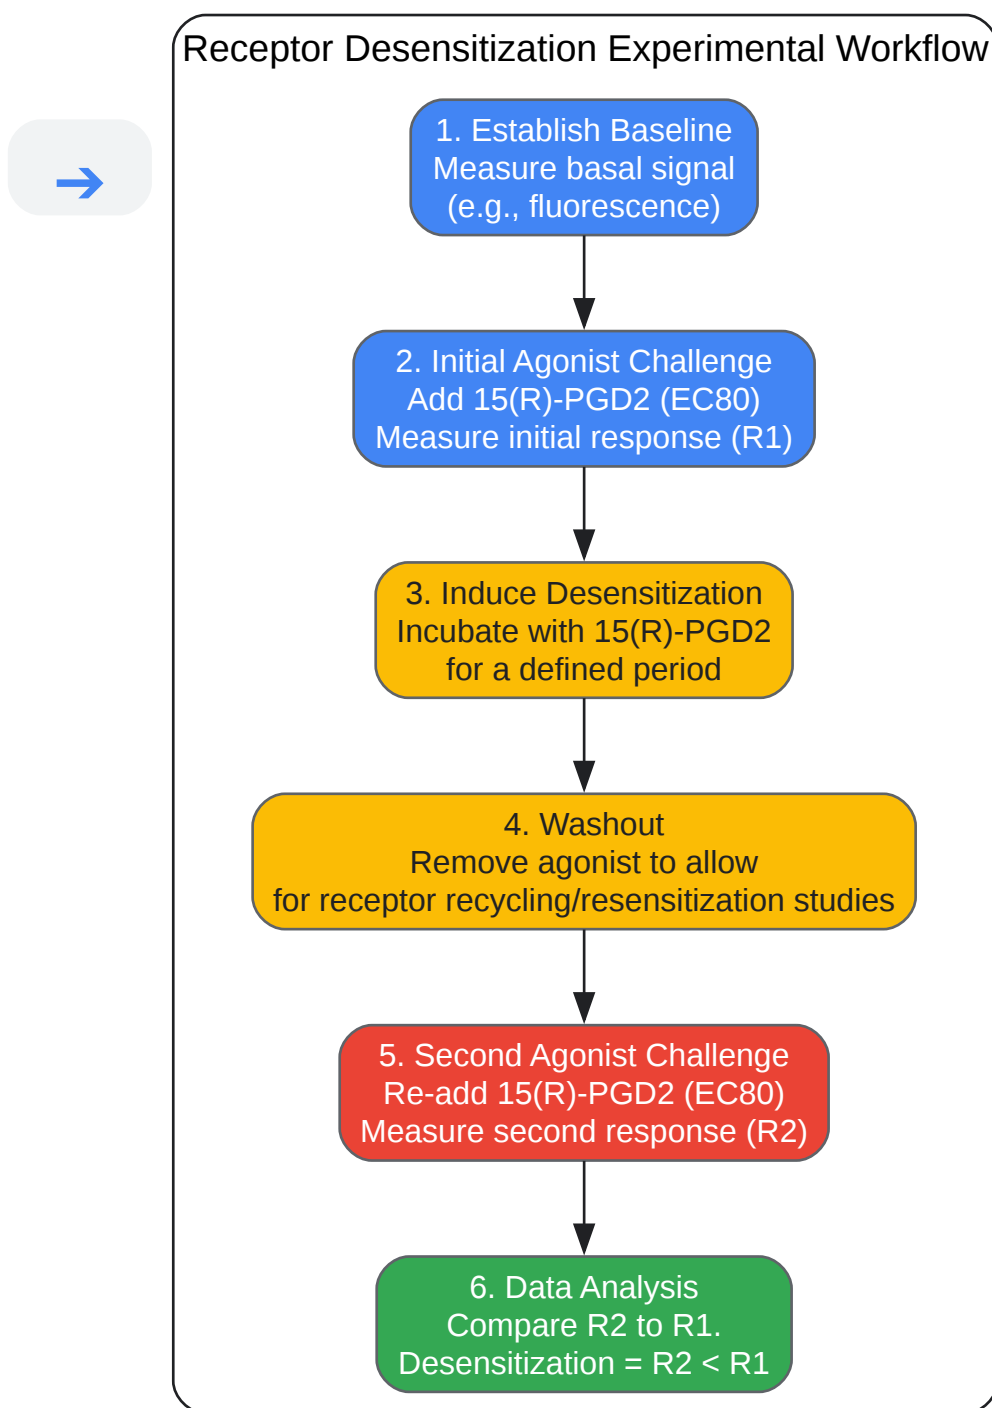 Receptor Desensitization Experimental Workflow
1. Establish Baseline
Measure basal signal
(e.g., fluorescence)
2. Initial Agonist Challenge
Add 15(R)-PGD2 (EC80)
Measure initial response (R1)
3. Induce Desensitization
Incubate with 15(R)-PGD2
for a defined period
4. Washout
Remove agonist to allow
for receptor recycling/resensitization studies
5. Second Agonist Challenge
Re-add 15(R)-PGD2 (EC80)
Measure second response (R2)
6. Data Analysis
Compare R2 to R1.
Desensitization = R2 < R1